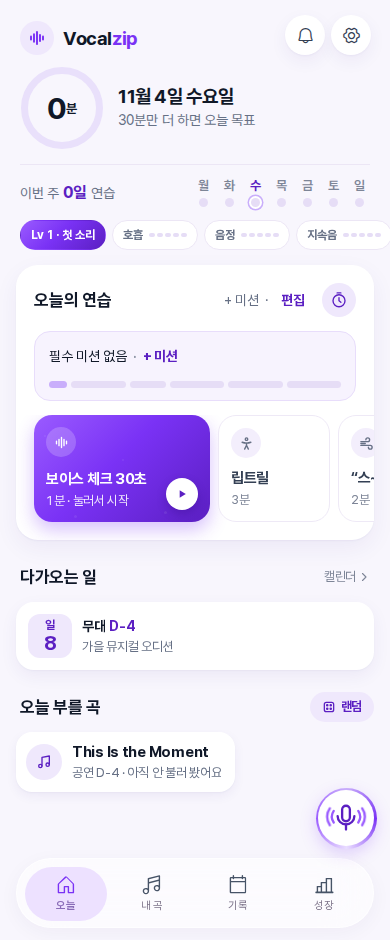 Vocalzip
0분
11월 4일 수요일
30분만 더 하면 오늘 목표
이번 주 0일 연습
월 화 수 목 금 토 일
Lv 1 · 첫 소리
호흡
음정
지속음
오늘의 연습
+ 미션 · 편집
필수 미션 없음 · + 미션
보이스 체크 30초
1분 · 눌러서 시작
립트릴
3분
“스
2분
다가오는 일
캘린더
일
8
무대 D-4
가을 뮤지컬 오디션
오늘 부를 곡
랜덤
This Is the Moment
공연 D-4 · 아직 안 불러 봤어요
오늘
내 곡
기록
성장